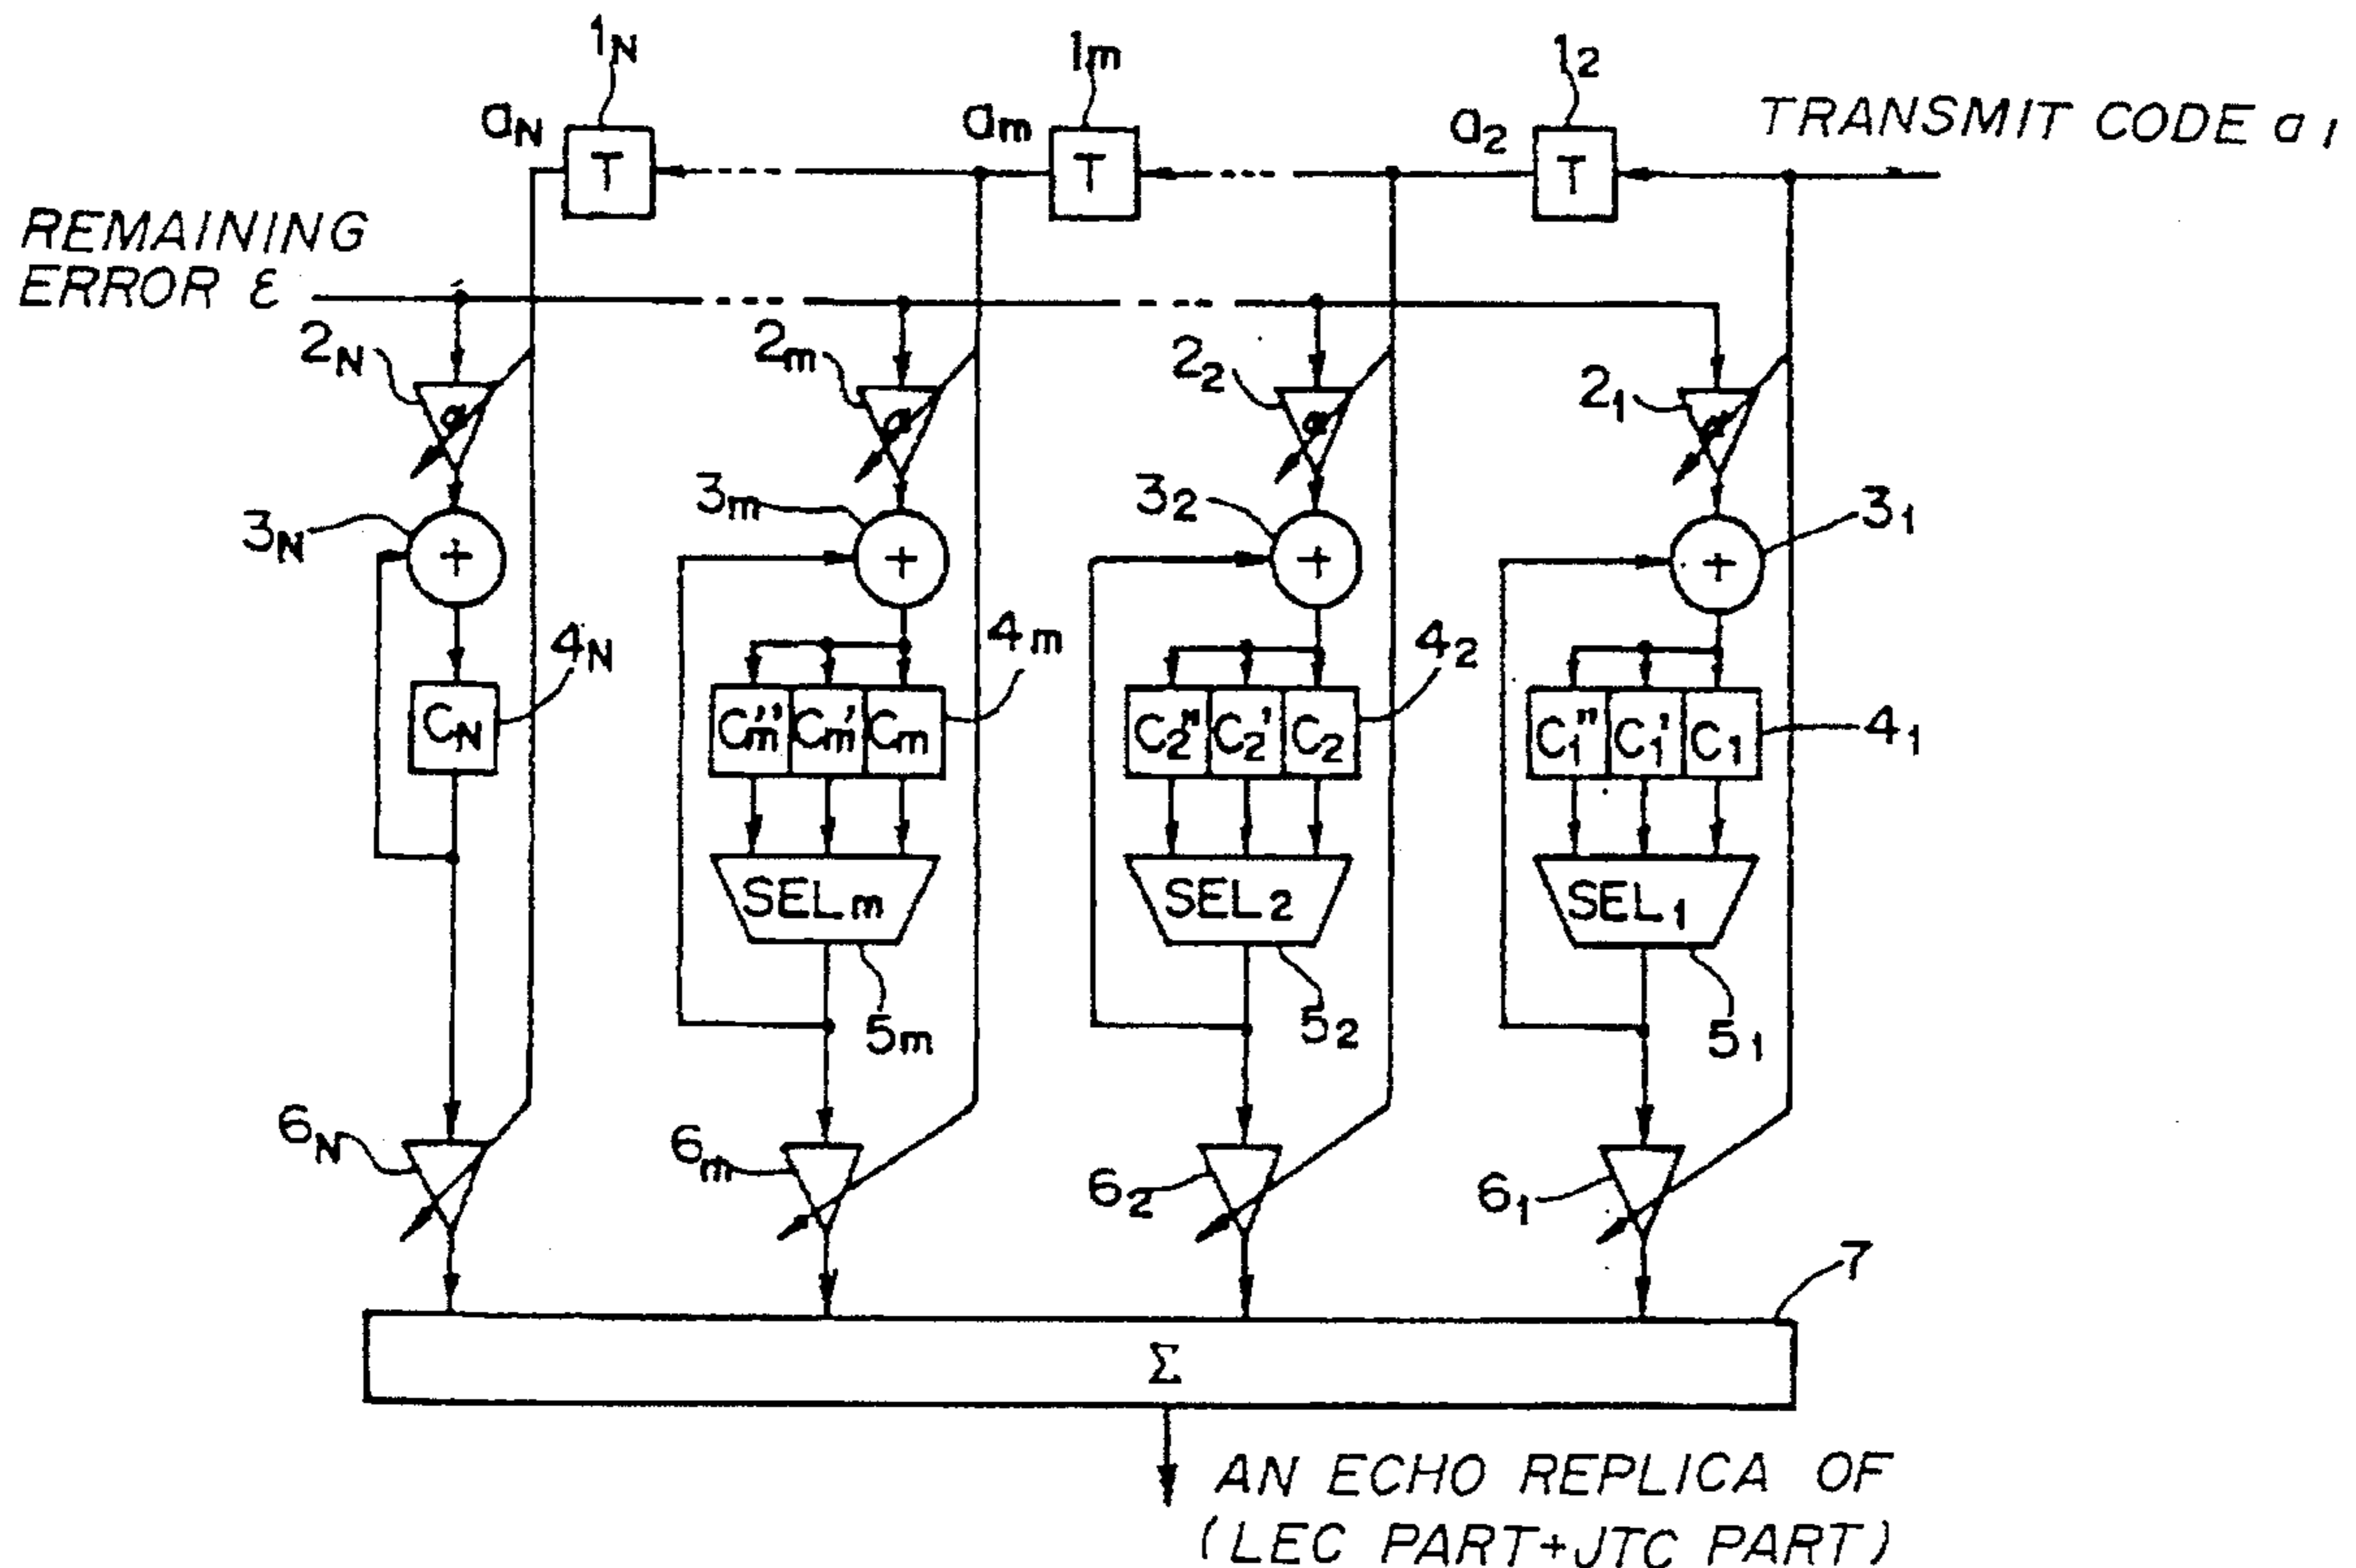 1N 1m 12
aN T am T a2 T TRANSMIT CODE a1
REMAINING
ERROR ε
2N 2m 22 21
α α α α
3N 3m 32 31
+ + + +
4N 4m 42 41
CN Cm'' Cm' Cm C2'' C2' C2 C1'' C1' C1
SELm SEL2 SEL1
5m 52 51
6N 6m 62 61
7
Σ
AN ECHO REPLICA OF
(LEC PART+JTC PART)